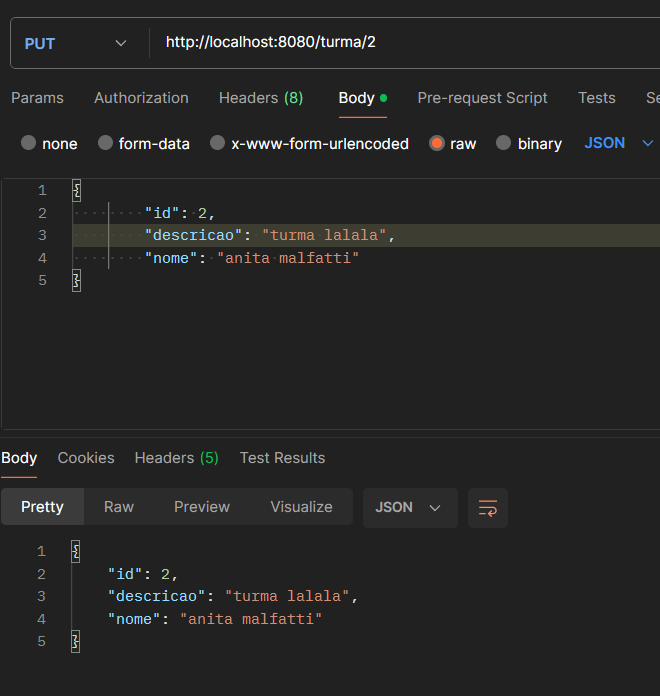 PUT http://localhost:8080/turma/2
Params Authorization Headers (8) Body Pre-request Script Tests Se
none form-data x-www-form-urlencoded raw binary JSON
1 {
2 "id": 2,
3 "descricao": "turma lalala",
4 "nome": "anita malfatti"
5 }
Body Cookies Headers (5) Test Results
Pretty Raw Preview Visualize JSON
1 {
2 "id": 2,
3 "descricao": "turma lalala",
4 "nome": "anita malfatti"
5 }